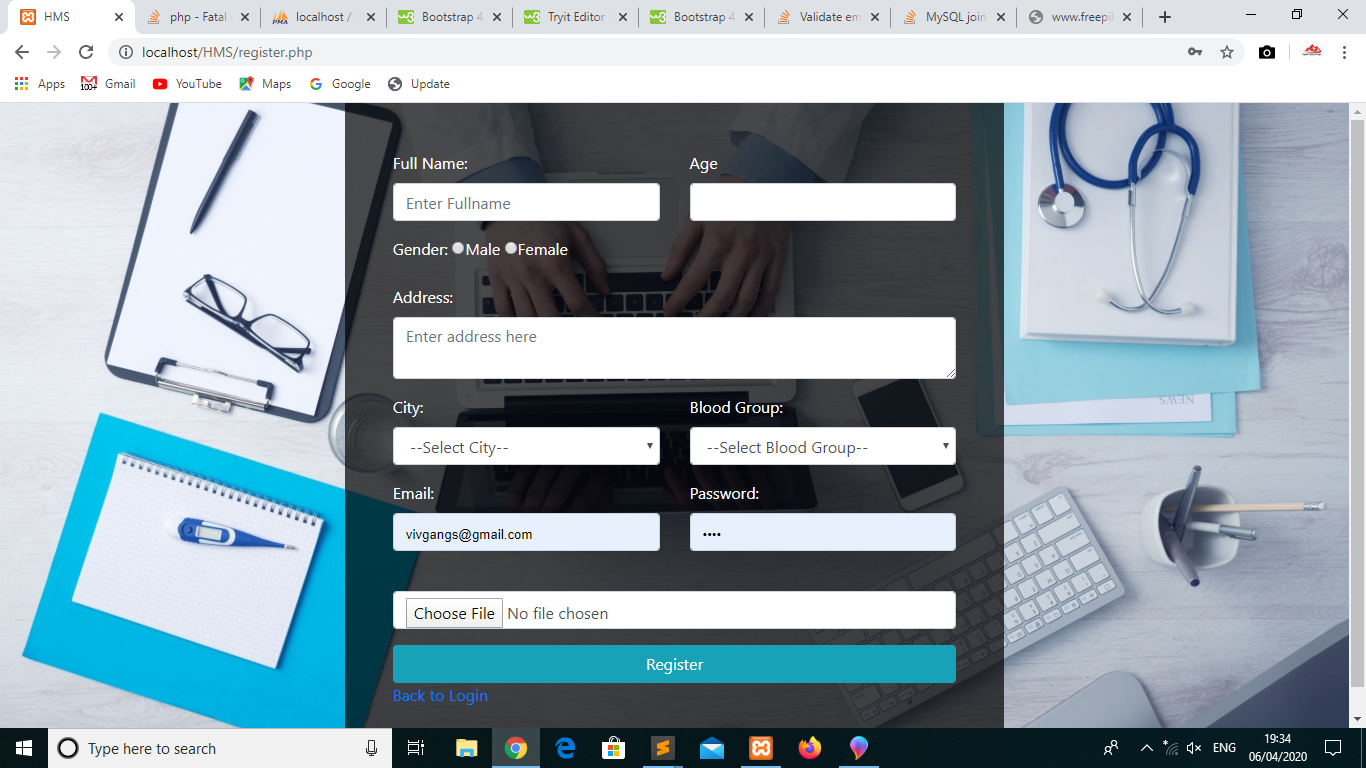 HMS
php - Fatal
localhost / 1
Bootstrap 4
Tryit Editor
Bootstrap 4
Validate em
MySQL join
www.freepi
localhost/HMS/register.php
Apps
100+
Gmail
YouTube
Maps
Google
Update
Full Name:
Age
Enter Fullname
Gender: Male Female
Address:
Enter address here
NEWS
City:
Blood Group:
--Select City--
--Select Blood Group--
Email:
Password:
vivgangs@gmail.com
••••
Choose File No file chosen
Register
Back to Login
Type here to search
ENG
19:34
06/04/2020